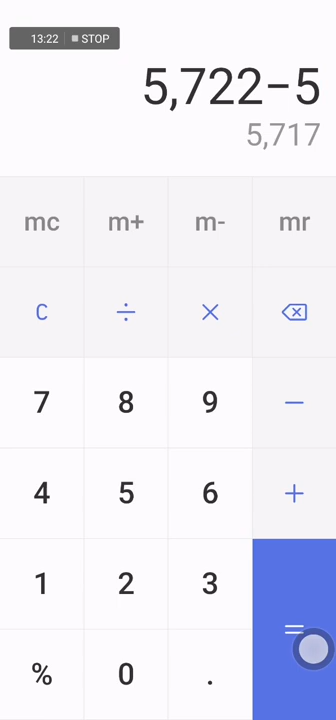 13:22 STOP
5,722−5
5,717
mc m+ m- mr
C ÷ ×
7 8 9 −
4 5 6 +
1 2 3
% 0 . =